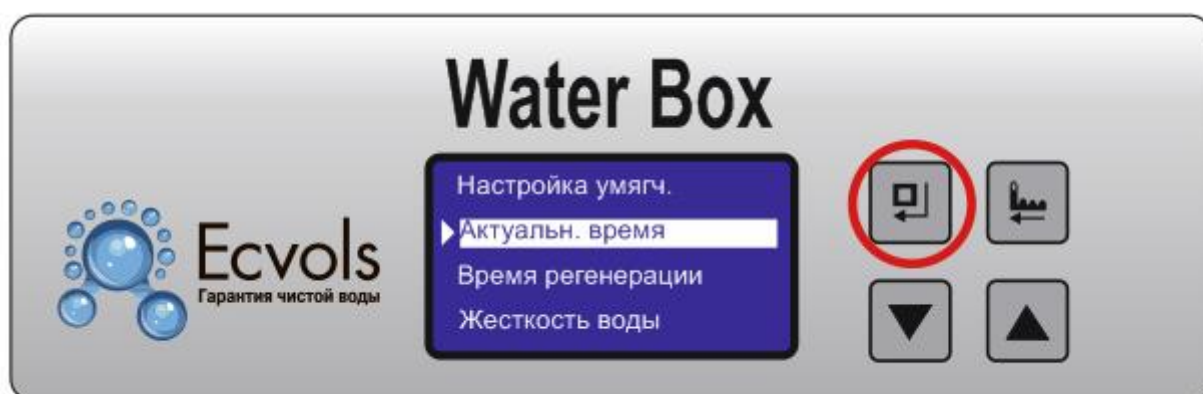 Water Box
Настройка умягч.
Актуальн. время
Время регенерации
Жесткость воды
Ecvols
Гарантия чистой воды